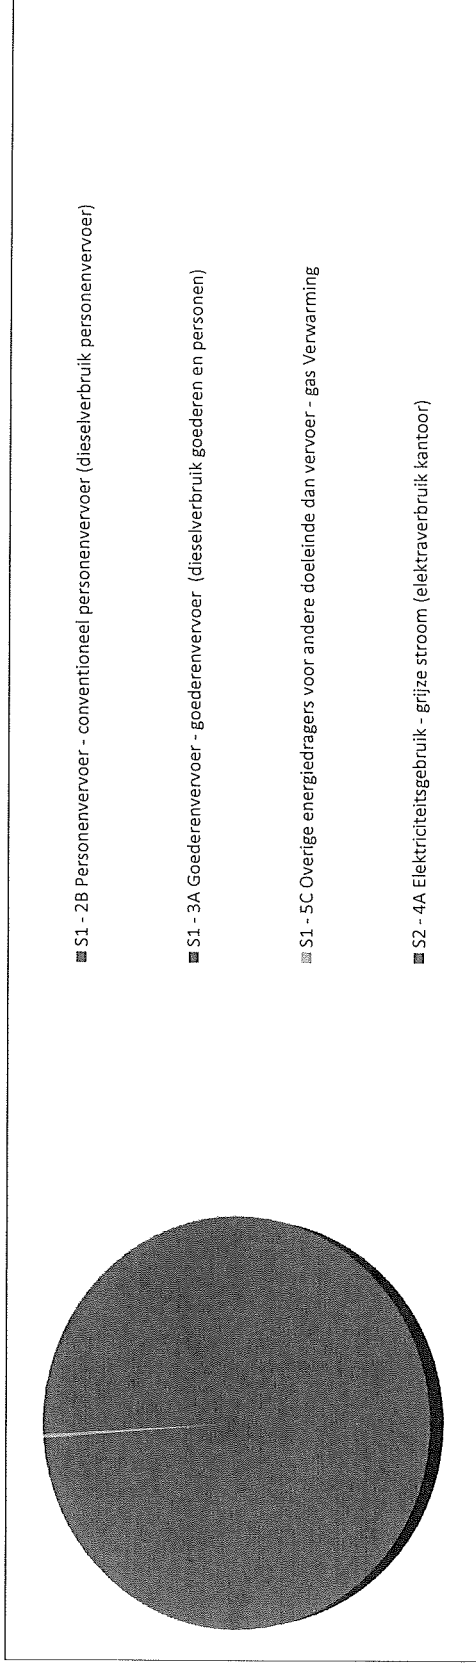 S1 - 2B Personenvervoer - conventioneel personenvervoer (dieselverbruik personenvervoer)
S1 - 3A Goederenvervoer - goederenvervoer (dieselverbruik goederen en personen)
S1 - 5C Overige energiedragers voor andere doeleinde dan vervoer - gas Verwarming
S2 - 4A Elektriciteitsgebruik - grijze stroom (elektraverbruik kantoor)